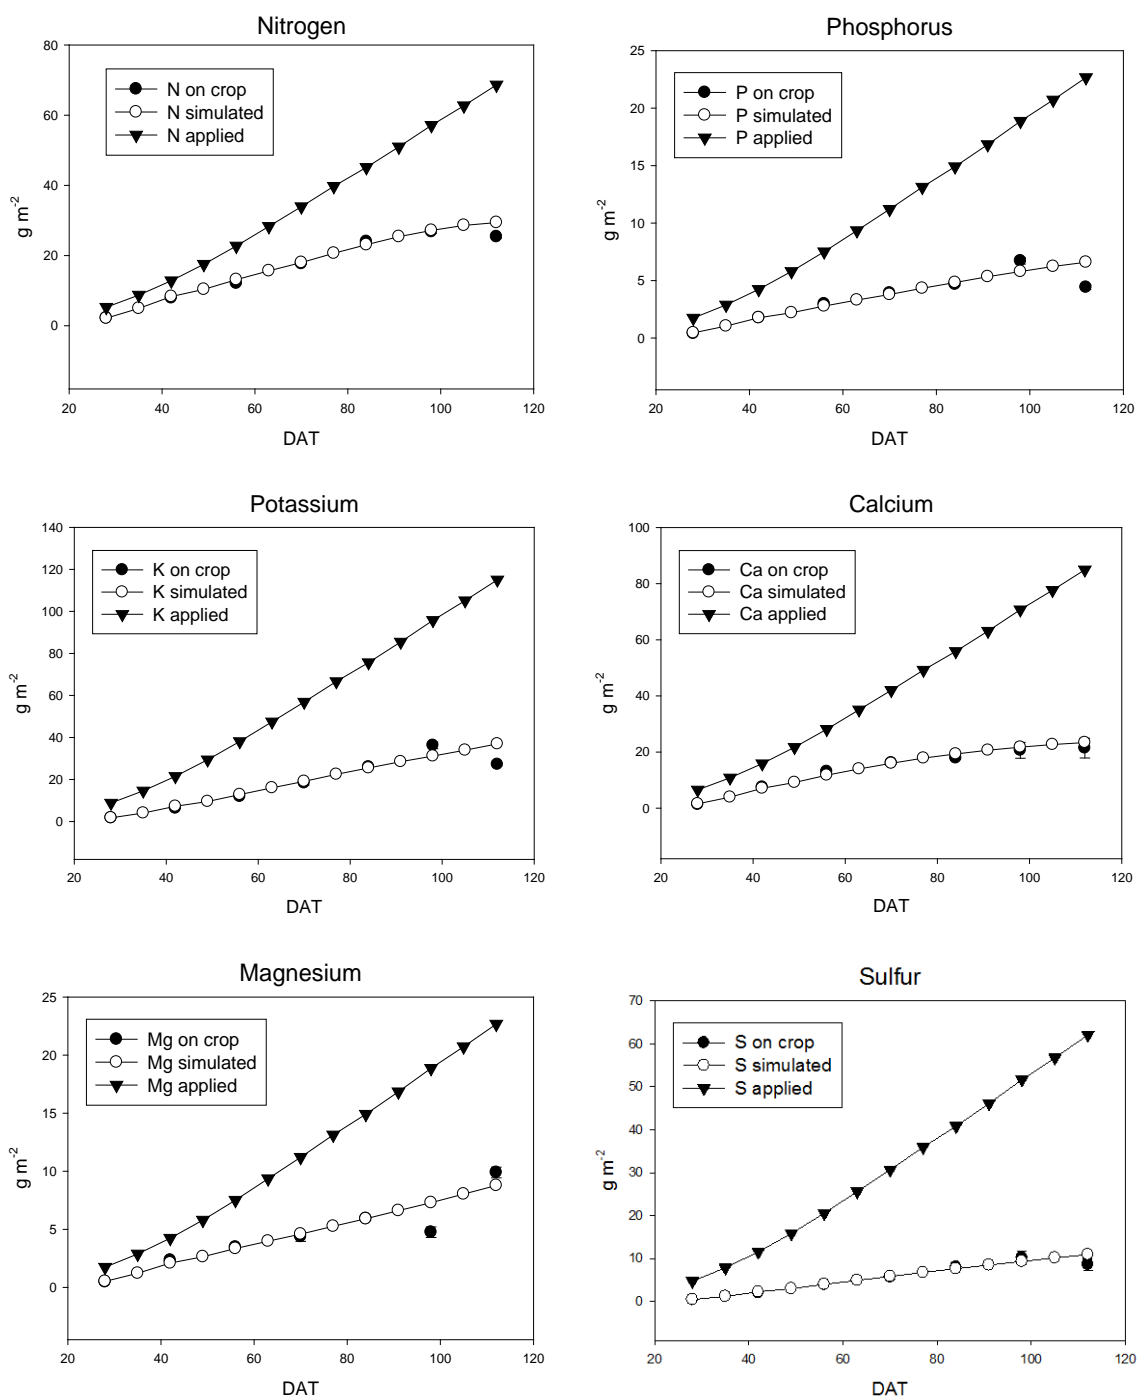 Nitrogen
80
60
40
20
0
g m-2
N on crop
N simulated
N applied
20 40 60 80 100 120
DAT
Phosphorus
25
20
15
10
5
0
g m-2
P on crop
P simulated
P applied
20 40 60 80 100 120
DAT
Potassium
140
120
100
80
60
40
20
0
g m-2
K on crop
K simulated
K applied
20 40 60 80 100 120
DAT
Calcium
100
80
60
40
20
0
g m-2
Ca on crop
Ca simulated
Ca applied
20 40 60 80 100 120
DAT
Magnesium
25
20
15
10
5
0
g m-2
Mg on crop
Mg simulated
Mg applied
20 40 60 80 100 120
DAT
Sulfur
70
60
50
40
30
20
10
0
g m-2
S on crop
S simulated
S applied
20 40 60 80 100 120
DAT